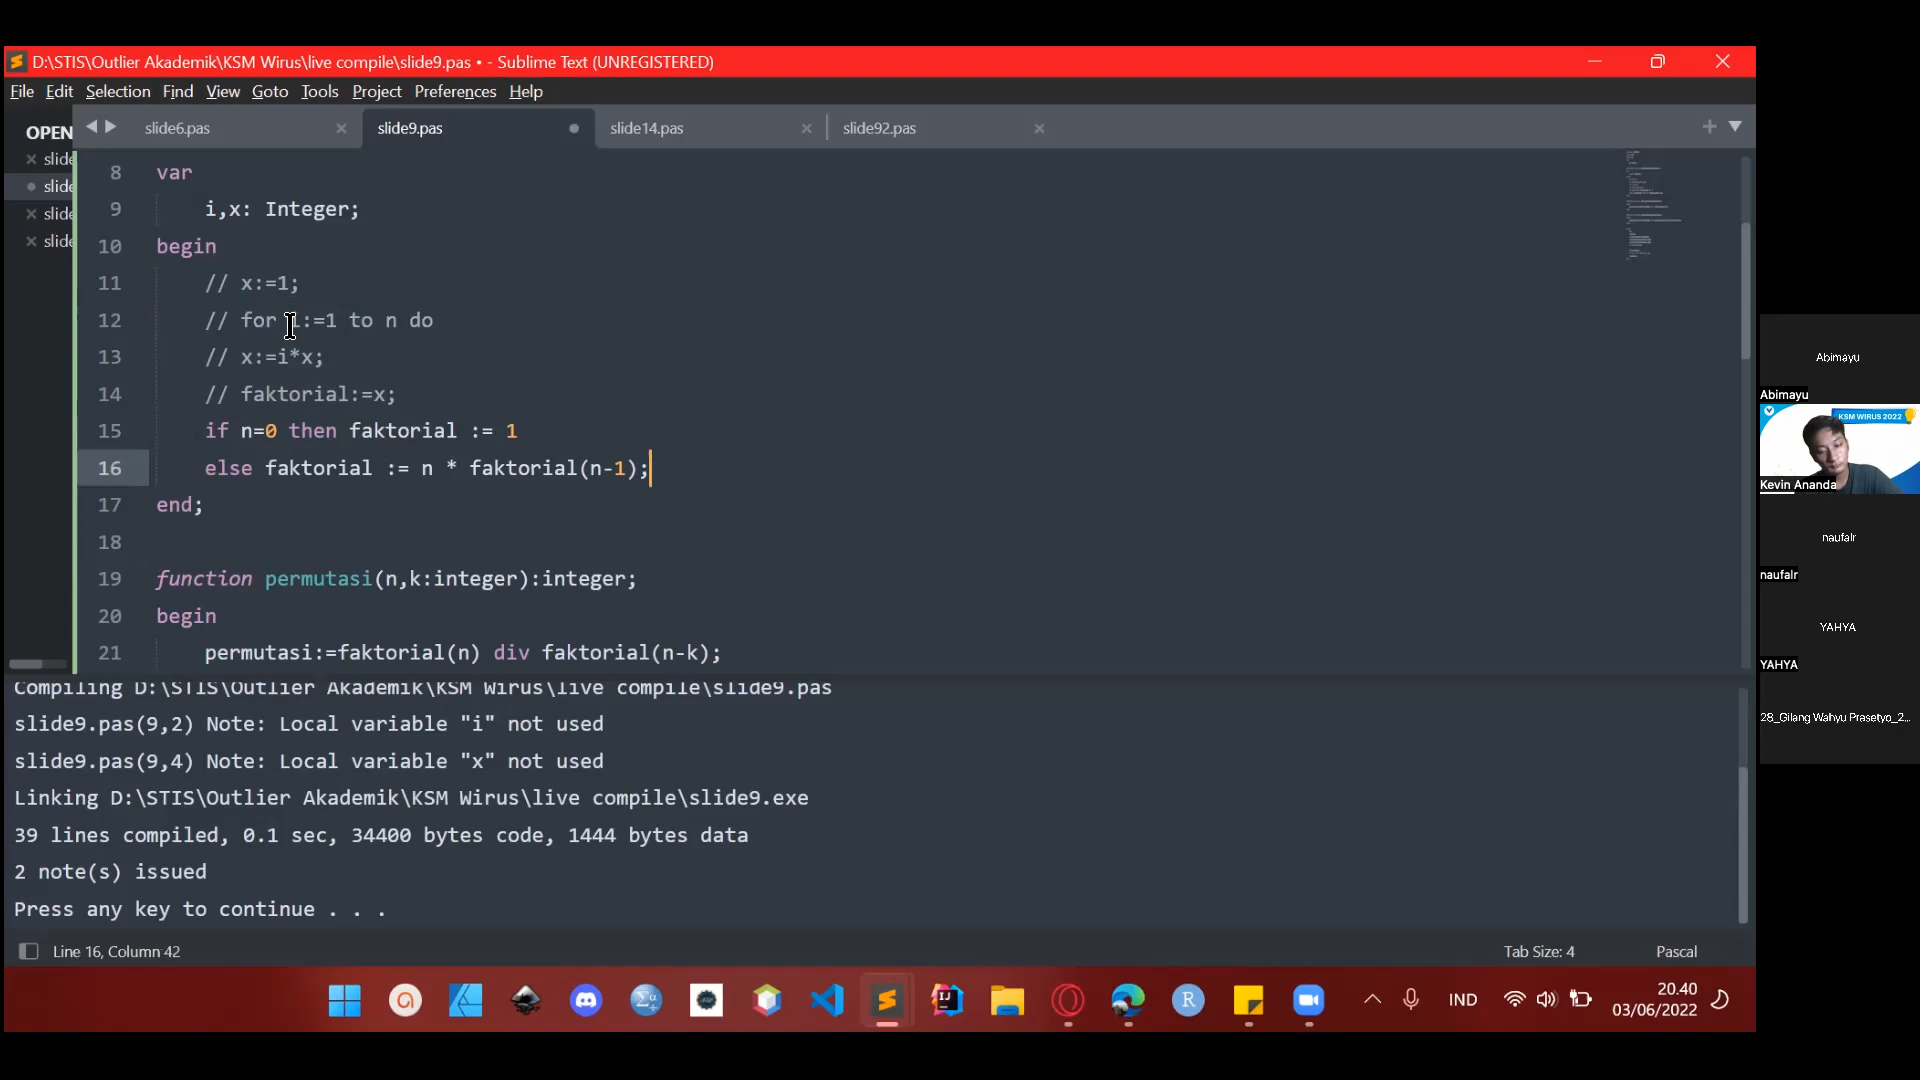 D:\STIS\Outlier Akademik\KSM Wirus\live compile\slide9.pas • - Sublime Text (UNREGISTERED)
File Edit Selection Find View Goto Tools Project Preferences Help
OPEN
slide
slide
slide
slide
slide6.pas slide9.pas slide14.pas slide92.pas
8 var
9 i,x: Integer;
10 begin
11 // x:=1;
12 // for i:=1 to n do
13 // x:=i*x;
14 // faktorial:=x;
15 if n=0 then faktorial := 1
16 else faktorial := n * faktorial(n-1);
17 end;
18
19 function permutasi(n,k:integer):integer;
20 begin
21 permutasi:=faktorial(n) div faktorial(n-k);
Compiling D:\STIS\Outlier Akademik\KSM Wirus\live compile\slide9.pas
slide9.pas(9,2) Note: Local variable "i" not used
slide9.pas(9,4) Note: Local variable "x" not used
Linking D:\STIS\Outlier Akademik\KSM Wirus\live compile\slide9.exe
39 lines compiled, 0.1 sec, 34400 bytes code, 1444 bytes data
2 note(s) issued
Press any key to continue . . .
Line 16, Column 42
Tab Size: 4
Pascal
IND
20.40
03/06/2022
Abimayu
Abimayu
KSM WIRUS 2022
Kevin Ananda
naufalr
naufalr
YAHYA
YAHYA
28_Gilang Wahyu Prasetyo_2...